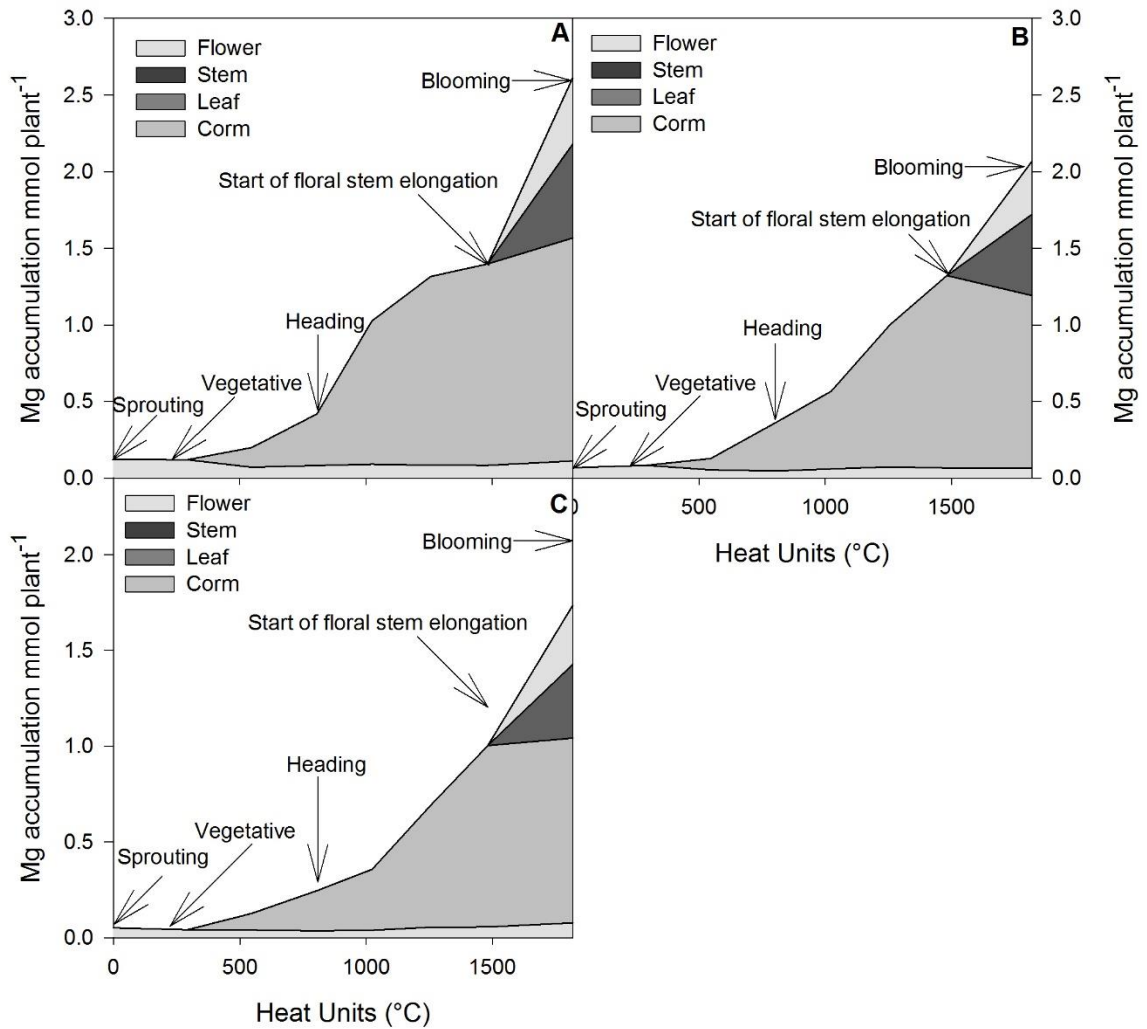 3.0
2.5
2.0
1.5
1.0
0.5
0.0
Mg accumulation mmol plant⁻¹
A
Flower
Stem
Leaf
Corm
Blooming
Start of floral stem elongation
Heading
Vegetative
Sprouting
B
Flower
Stem
Leaf
Corm
Blooming
Start of floral stem elongation
Heading
Vegetative
Sprouting
3.0
2.5
2.0
1.5
1.0
0.5
0.0
Mg accumulation mmol plant⁻¹
0 500 1000 1500
Heat Units (°C)
C
Flower
Stem
Leaf
Corm
Blooming
Start of floral stem elongation
Heading
Vegetative
Sprouting
2.0
1.5
1.0
0.5
0.0
Mg accumulation mmol plant⁻¹
0 500 1000 1500
Heat Units (°C)